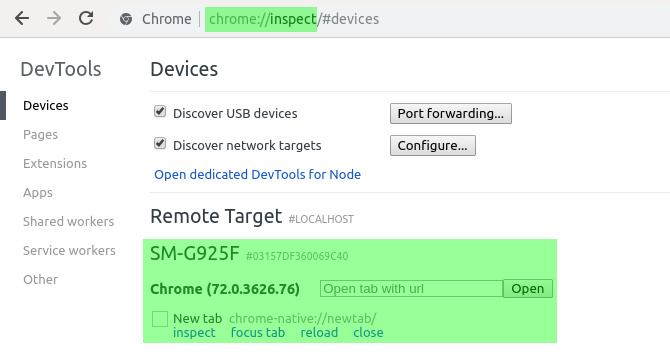 Chrome chrome://inspect/#devices
DevTools
Devices
Pages
Extensions
Apps
Shared workers
Service workers
Other
Devices
Discover USB devices Port forwarding...
Discover network targets Configure...
Open dedicated DevTools for Node
Remote Target #LOCALHOST
SM-G925F #03157DF360069C40
Chrome (72.0.3626.76) Open tab with url Open
New tab chrome-native://newtab/
inspect focus tab reload close